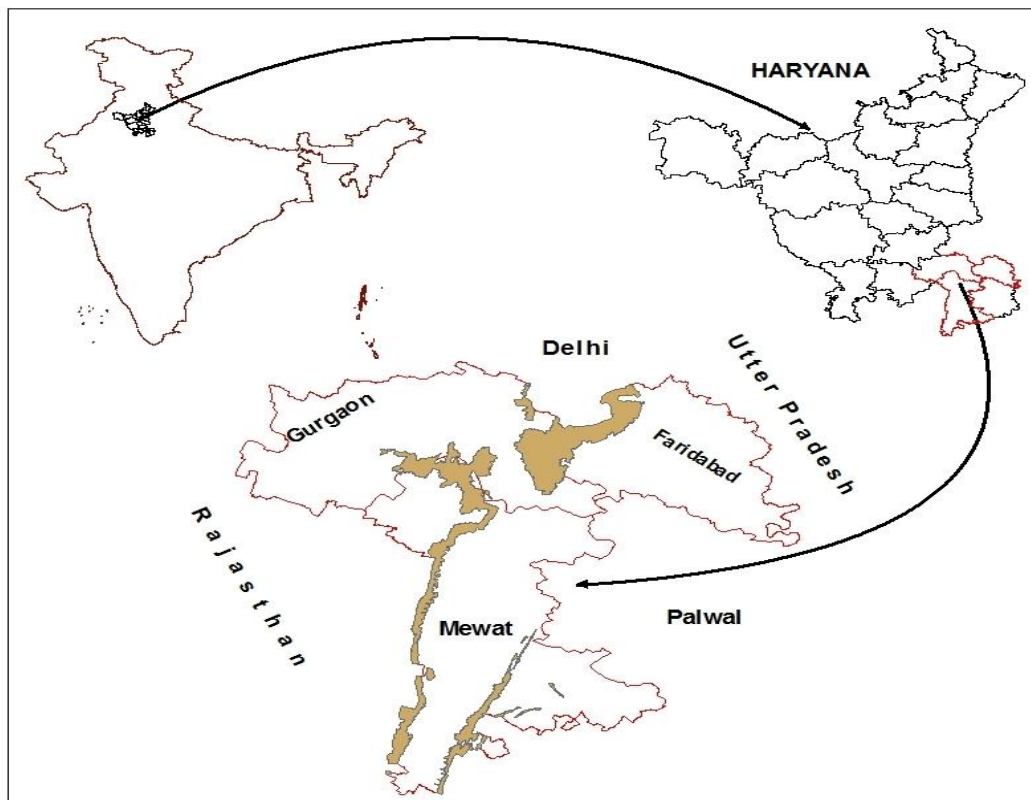 HARYANA
Delhi
Utter Pradesh
Gurgaon
Faridabad
Rajasthan
Mewat
Palwal